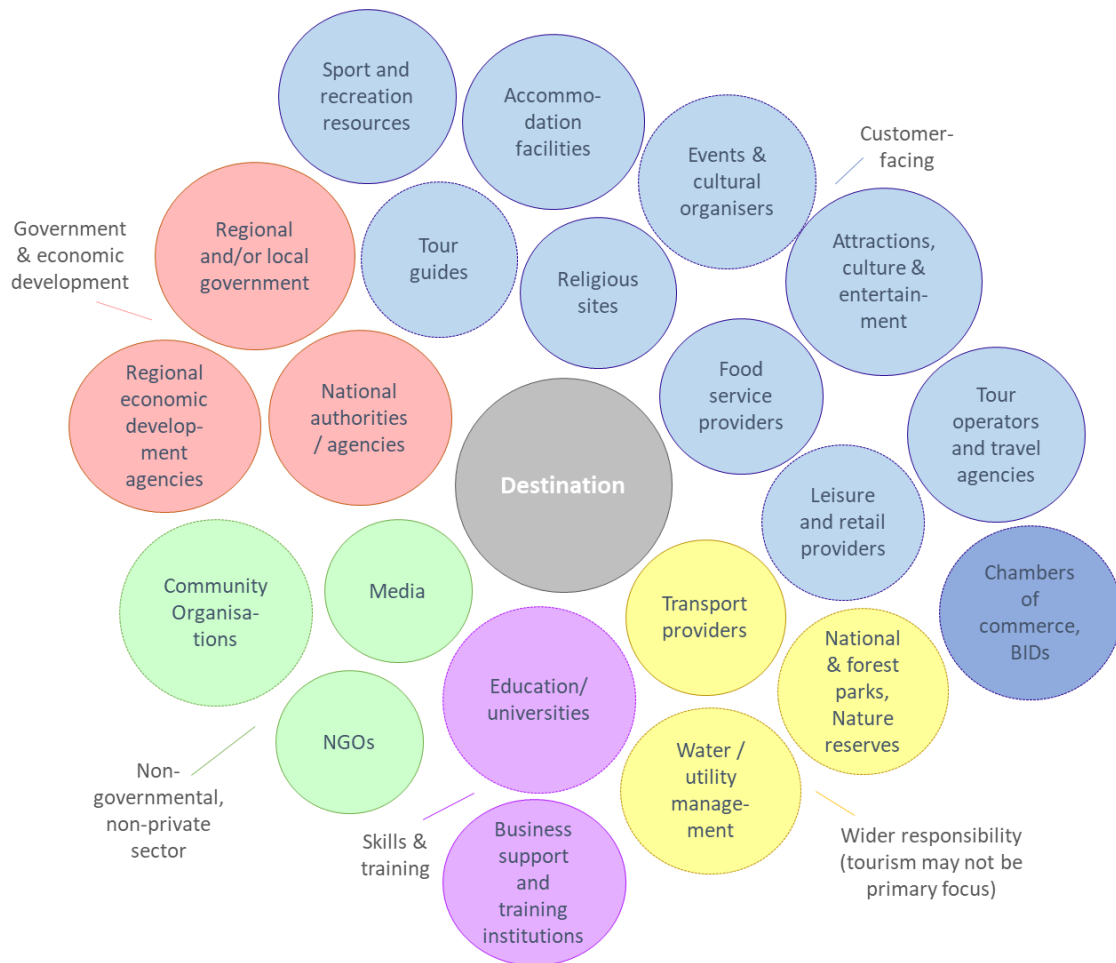 Sport and
recreation
resources
Accommo-
dation
facilities
Events &
cultural
organisers
Customer-
facing
Government
& economic
development
Regional
and/or local
government
Tour
guides
Religious
sites
Attractions,
culture &
entertain-
ment
Regional
economic
develop-
ment
agencies
National
authorities
/ agencies
Food
service
providers
Tour
operators
and travel
agencies
Destination
Leisure
and retail
providers
Community
Organisa-
tions
Media
Transport
providers
Chambers
of
commerce,
BIDs
Education/
universities
National
& forest
parks,
Nature
reserves
NGOs
Water /
utility
manage-
ment
Non-
governmental,
non-private
sector
Skills &
training
Business
support
and
training
institutions
Wider responsibility
(tourism may not be
primary focus)